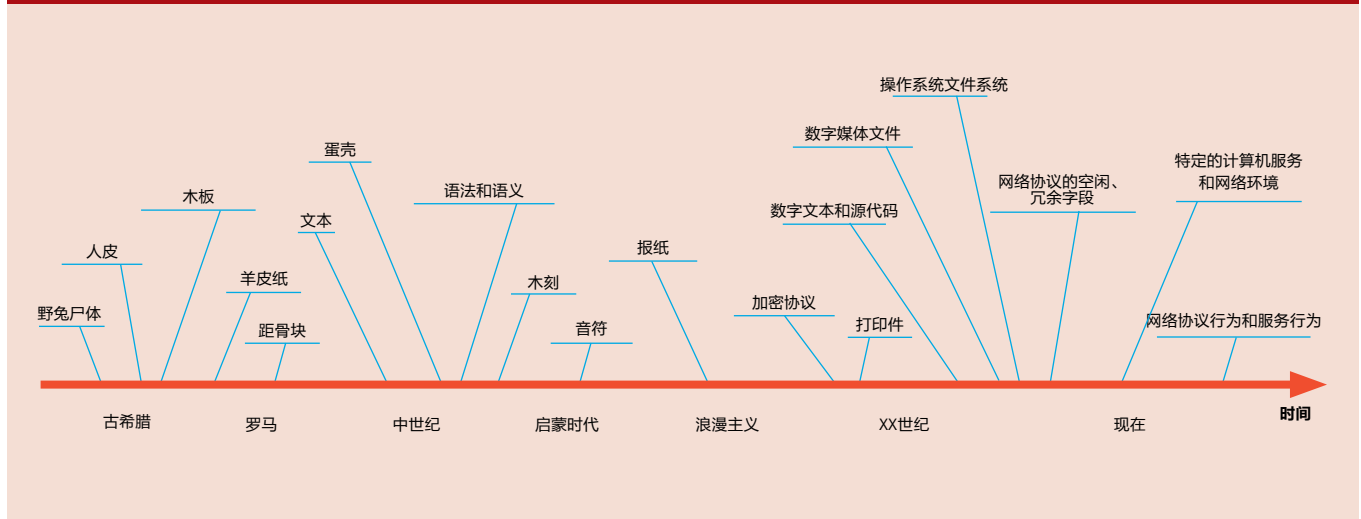 操作系统文件系统
数字媒体文件
蛋壳
特定的计算机服务
和网络环境
网络协议的空闲、
冗余字段
语法和语义
木板
数字文本和源代码
文本
报纸
人皮
羊皮纸
木刻
加密协议
野兔尸体
距骨块
音符
打印件
网络协议行为和服务行为
古希腊
罗马
中世纪
启蒙时代
浪漫主义
XX世纪
现在
时间